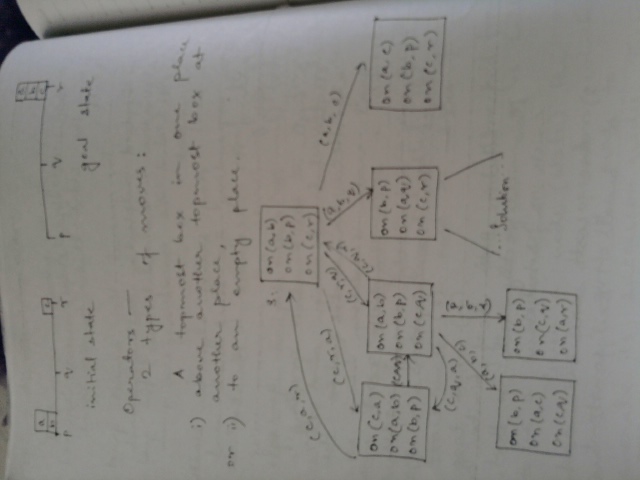 a
b
c
p q r
initial state
a
b
c
p q r
goal state
Operators —
2 types of moves:
A topmost box in one place
i) above another topmost box at
another place,
or ii) to an empty place.
on(a,b)
on(b,p)
on(c,r)
(c,r,a)
(c,a,r)
(a,b,q)
(a,b,c)
on(c,a)
on(a,b)
on(b,p)
on(a,b)
on(b,p)
on(c,q)
on(b,p)
on(a,q)
on(c,r)
on(a,c)
on(b,p)
on(c,r)
(c,q,a)
on(b,p)
on(a,c)
on(c,q)
on(b,p)
on(c,q)
on(a,r)
... Solution